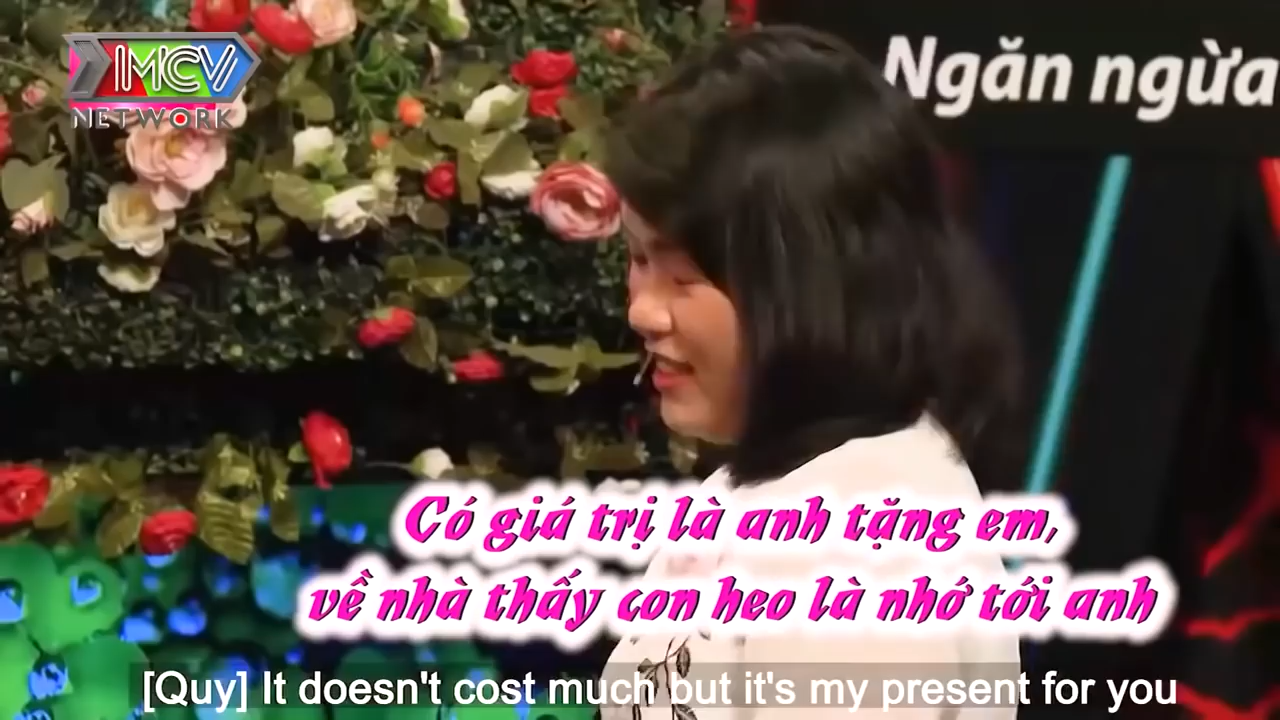 MCV
NETWORK
Ngăn ngừa
Có giá trị là anh tặng em,
về nhà thấy con heo là nhớ tới anh
[Quy] It doesn't cost much but it's my present for you